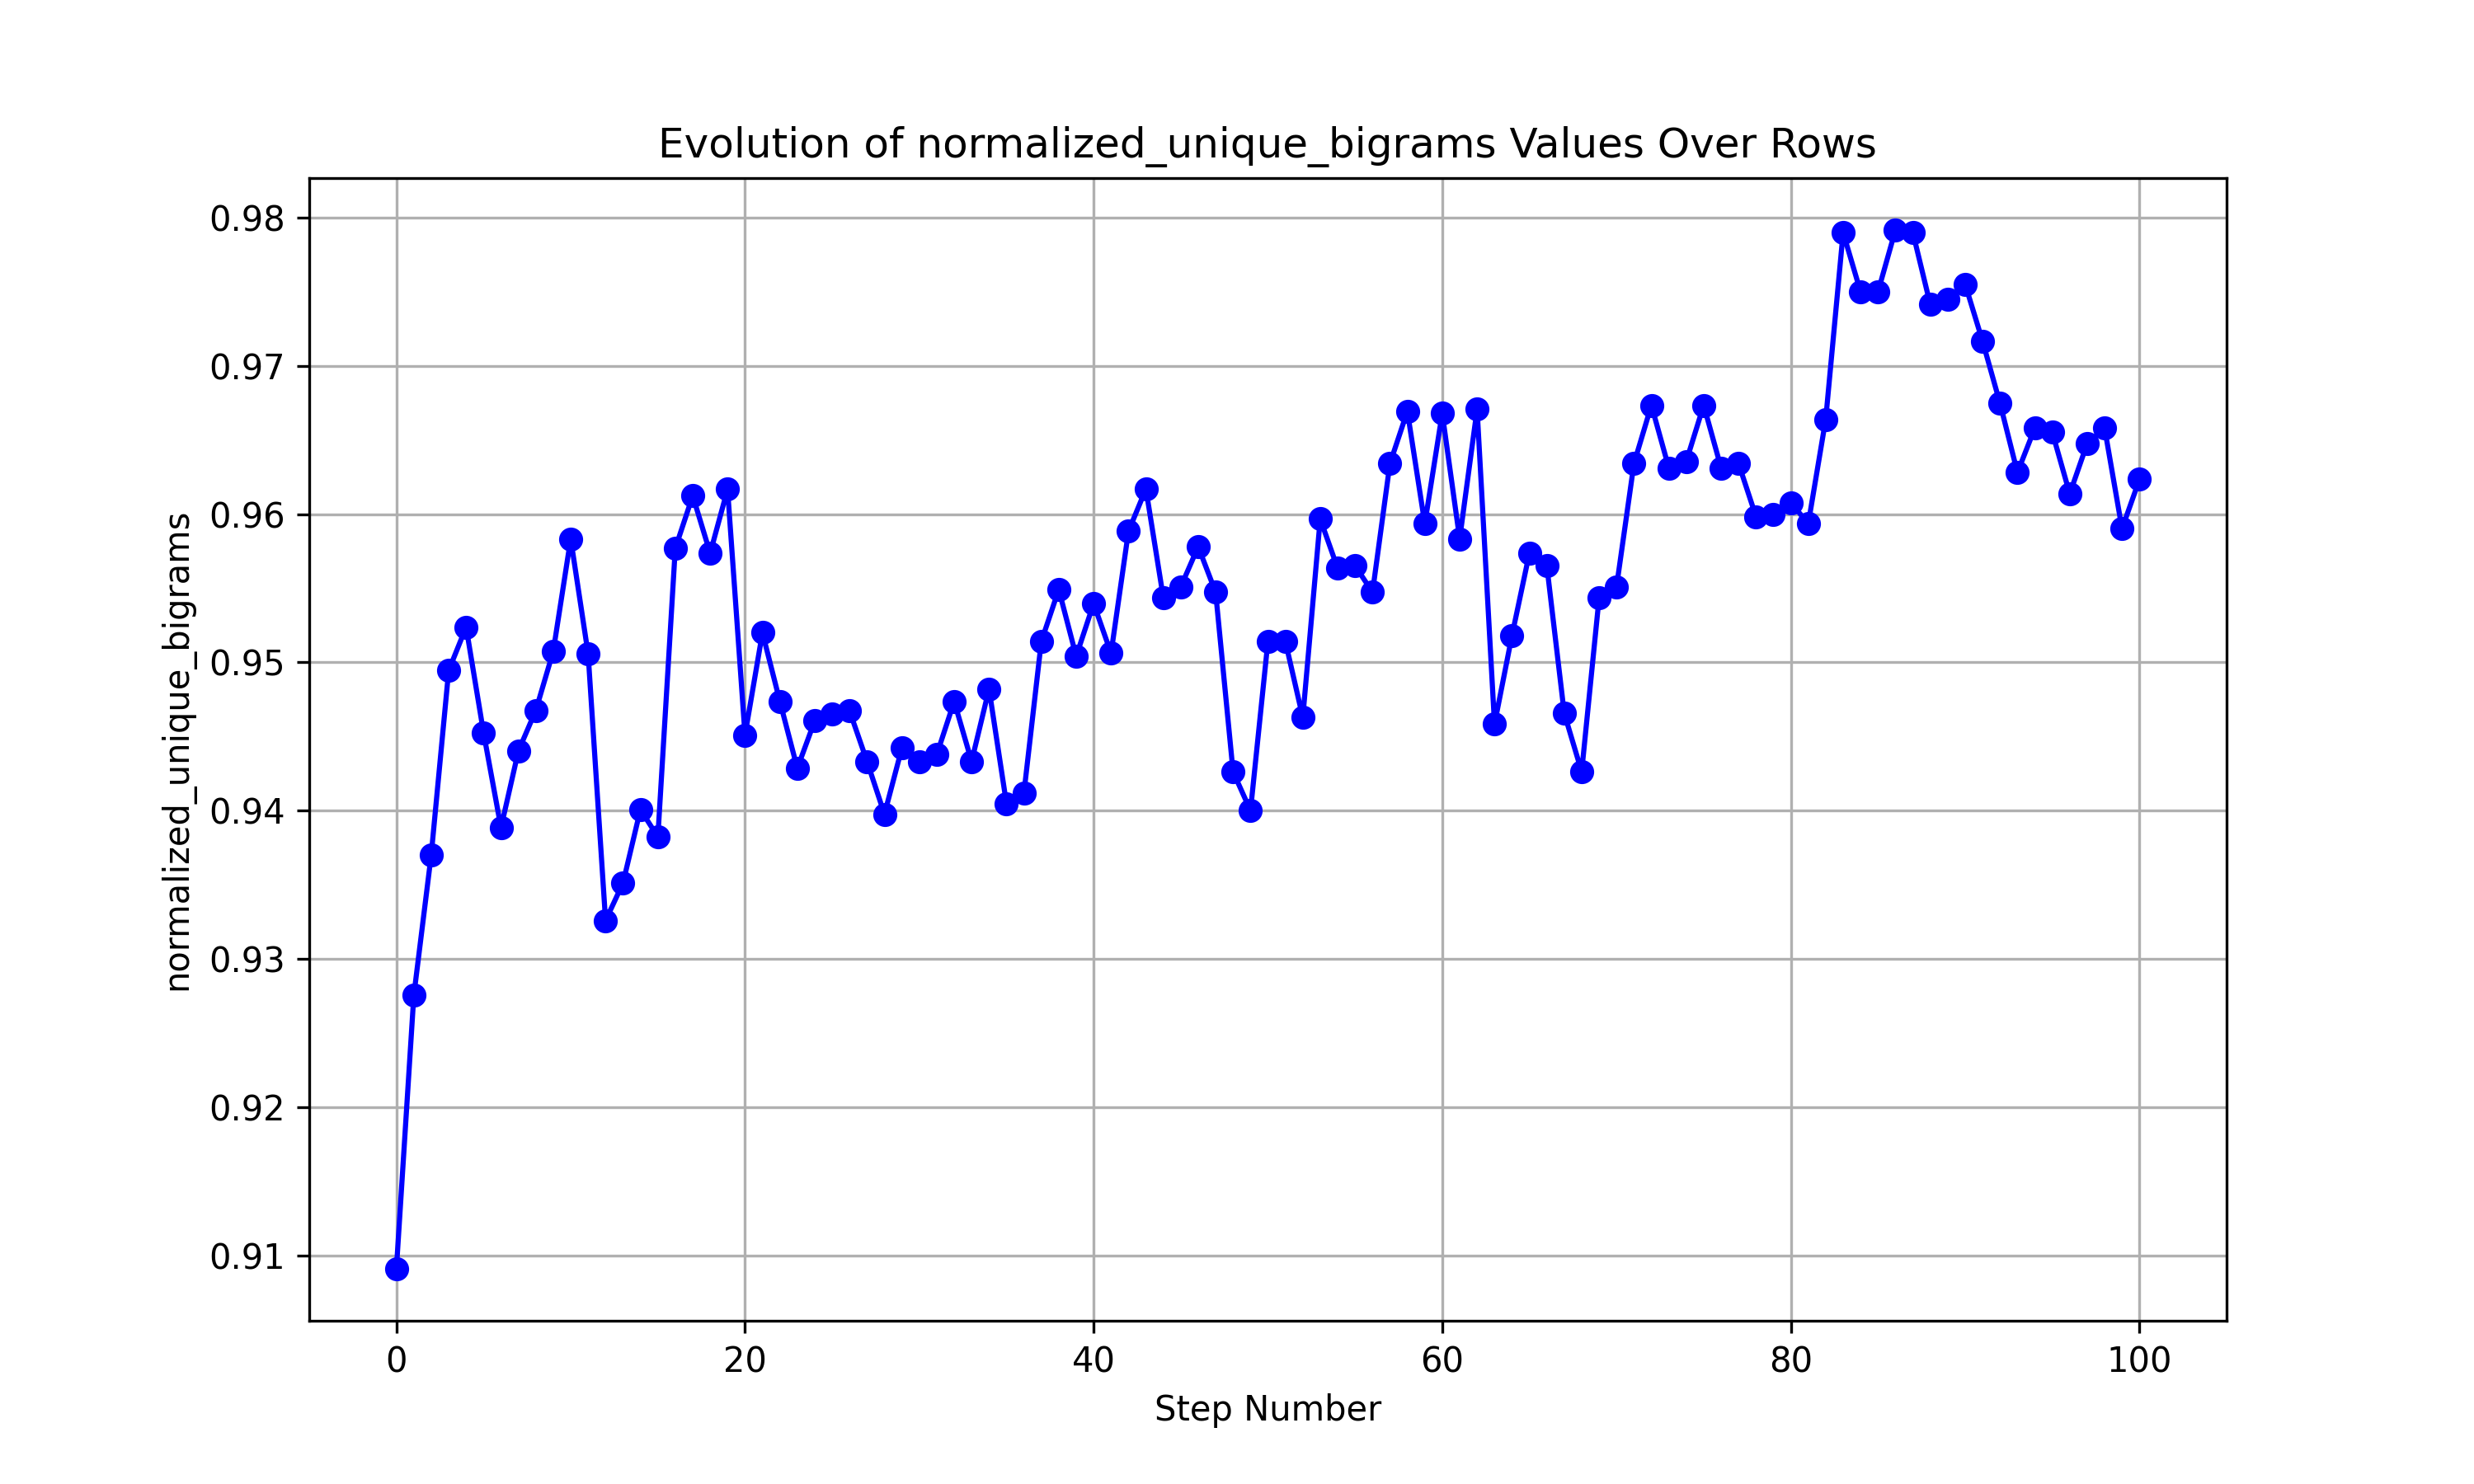 Evolution of normalized_unique_bigrams Values Over Rows
normalized_unique_bigrams
0.98
0.97
0.96
0.95
0.94
0.93
0.92
0.91
0 20 40 60 80 100
Step Number